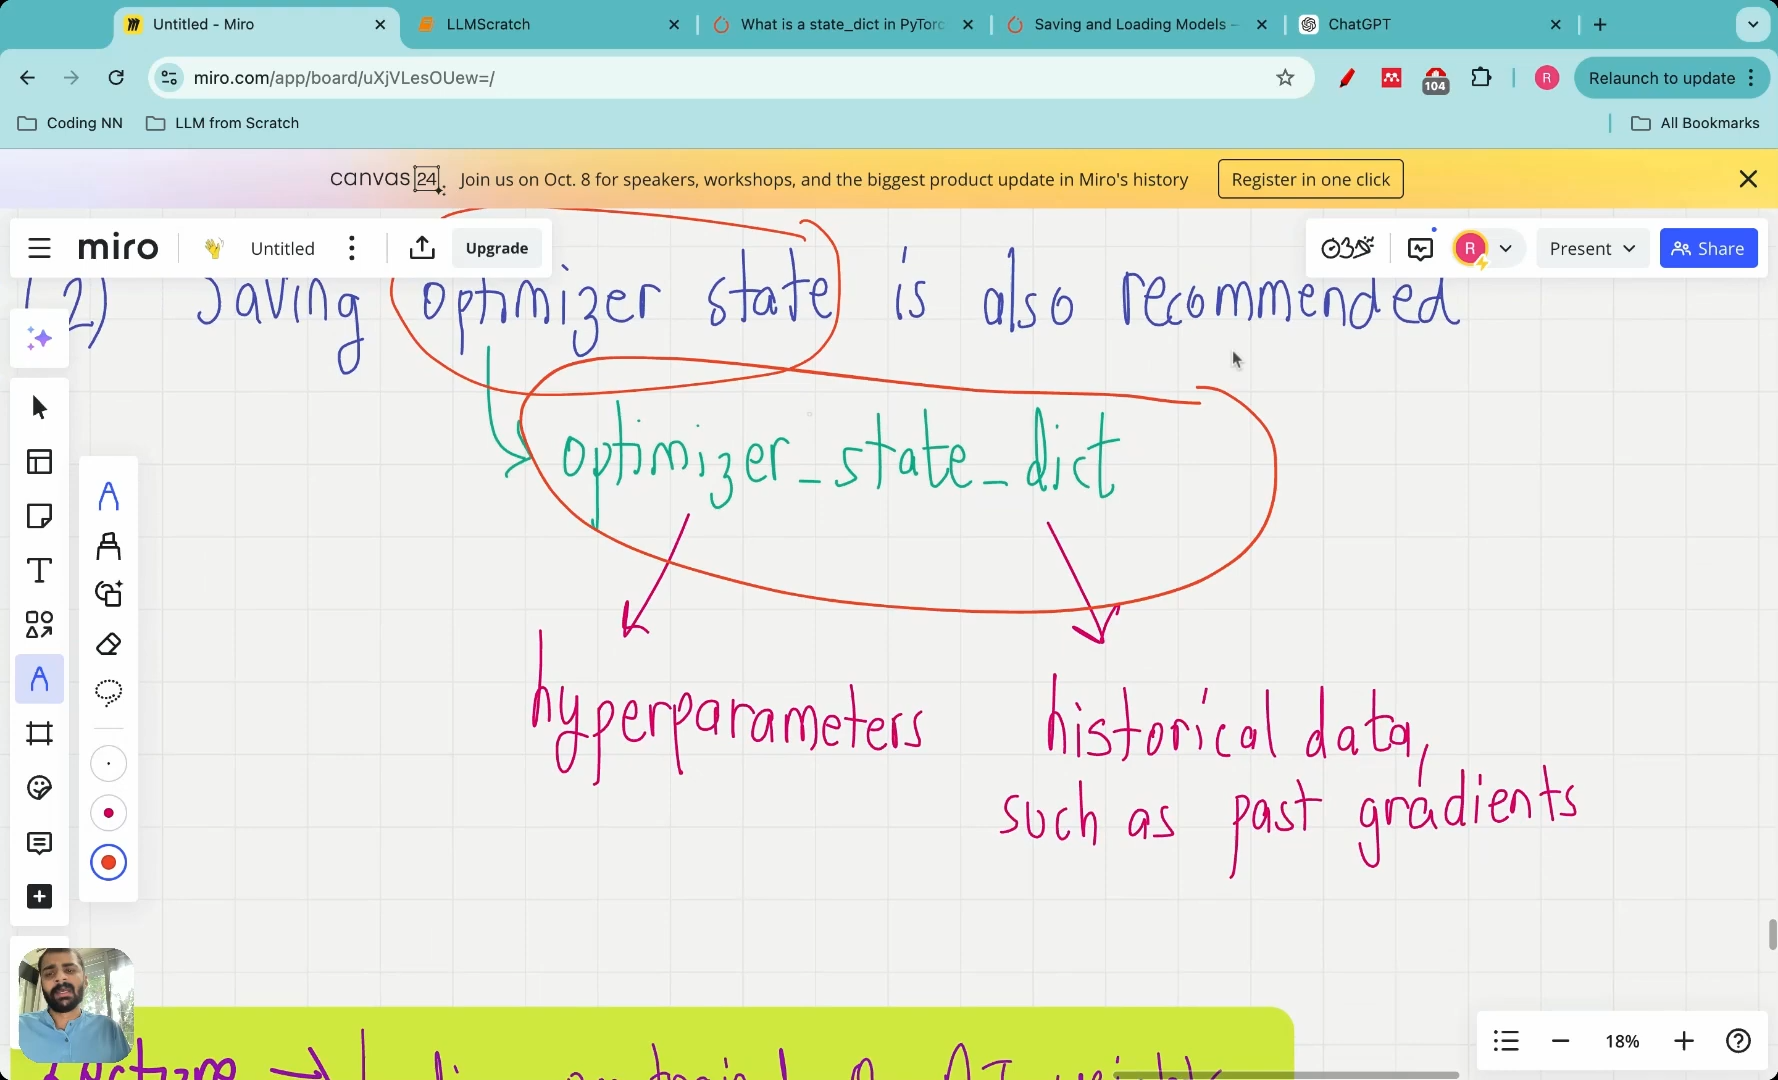 Untitled - Miro
LLMScratch
What is a state_dict in PyTorc
Saving and Loading Models –
ChatGPT
miro.com/app/board/uXjVLesOUew=/
104
R
Relaunch to update
Coding NN
LLM from Scratch
All Bookmarks
canvas 24 Join us on Oct. 8 for speakers, workshops, and the biggest product update in Miro's history
Register in one click
miro
Untitled
Upgrade
R
Present
Share
(2) Saving optimizer state is also recommended
optimizer_state_dict
hyperparameters
historical data,
such as past gradients
18%